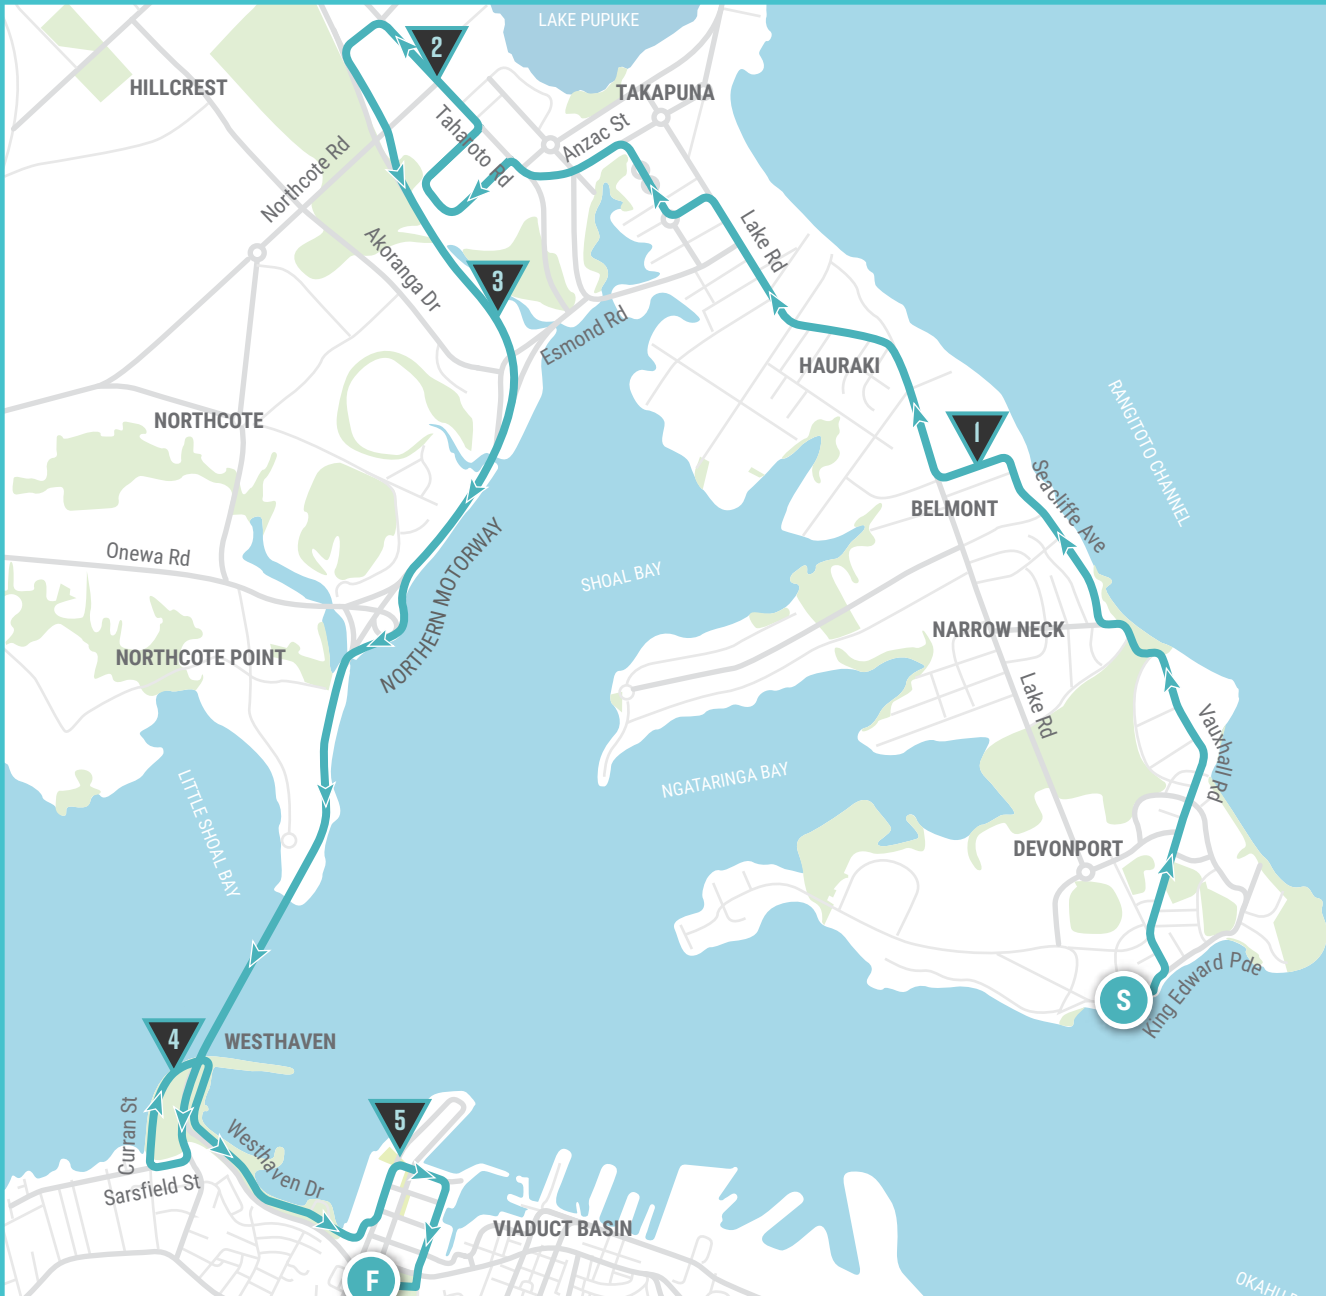 LAKE PUPUKE
2
HILLCREST
TAKAPUNA
Taharoto Rd
Anzac St
Northcote Rd
Lake Rd
Akoranga Dr
3
Esmond Rd
HAURAKI
RANGITOTO CHANNEL
NORTHCOTE
1
Seacliffe Ave
BELMONT
Onewa Rd
SHOAL BAY
NORTHERN MOTORWAY
NARROW NECK
NORTHCOTE POINT
Lake Rd
Vauxhall Rd
NGATARINGA BAY
LITTLE SHOAL BAY
DEVONPORT
S
King Edward Pde
4
WESTHAVEN
5
Curran St
Westhaven Dr
Sarsfield St
VIADUCT BASIN
F